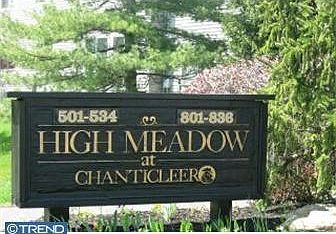 501-534 801-836
HIGH MEADOW
at
CHANTICLEER
©TREND